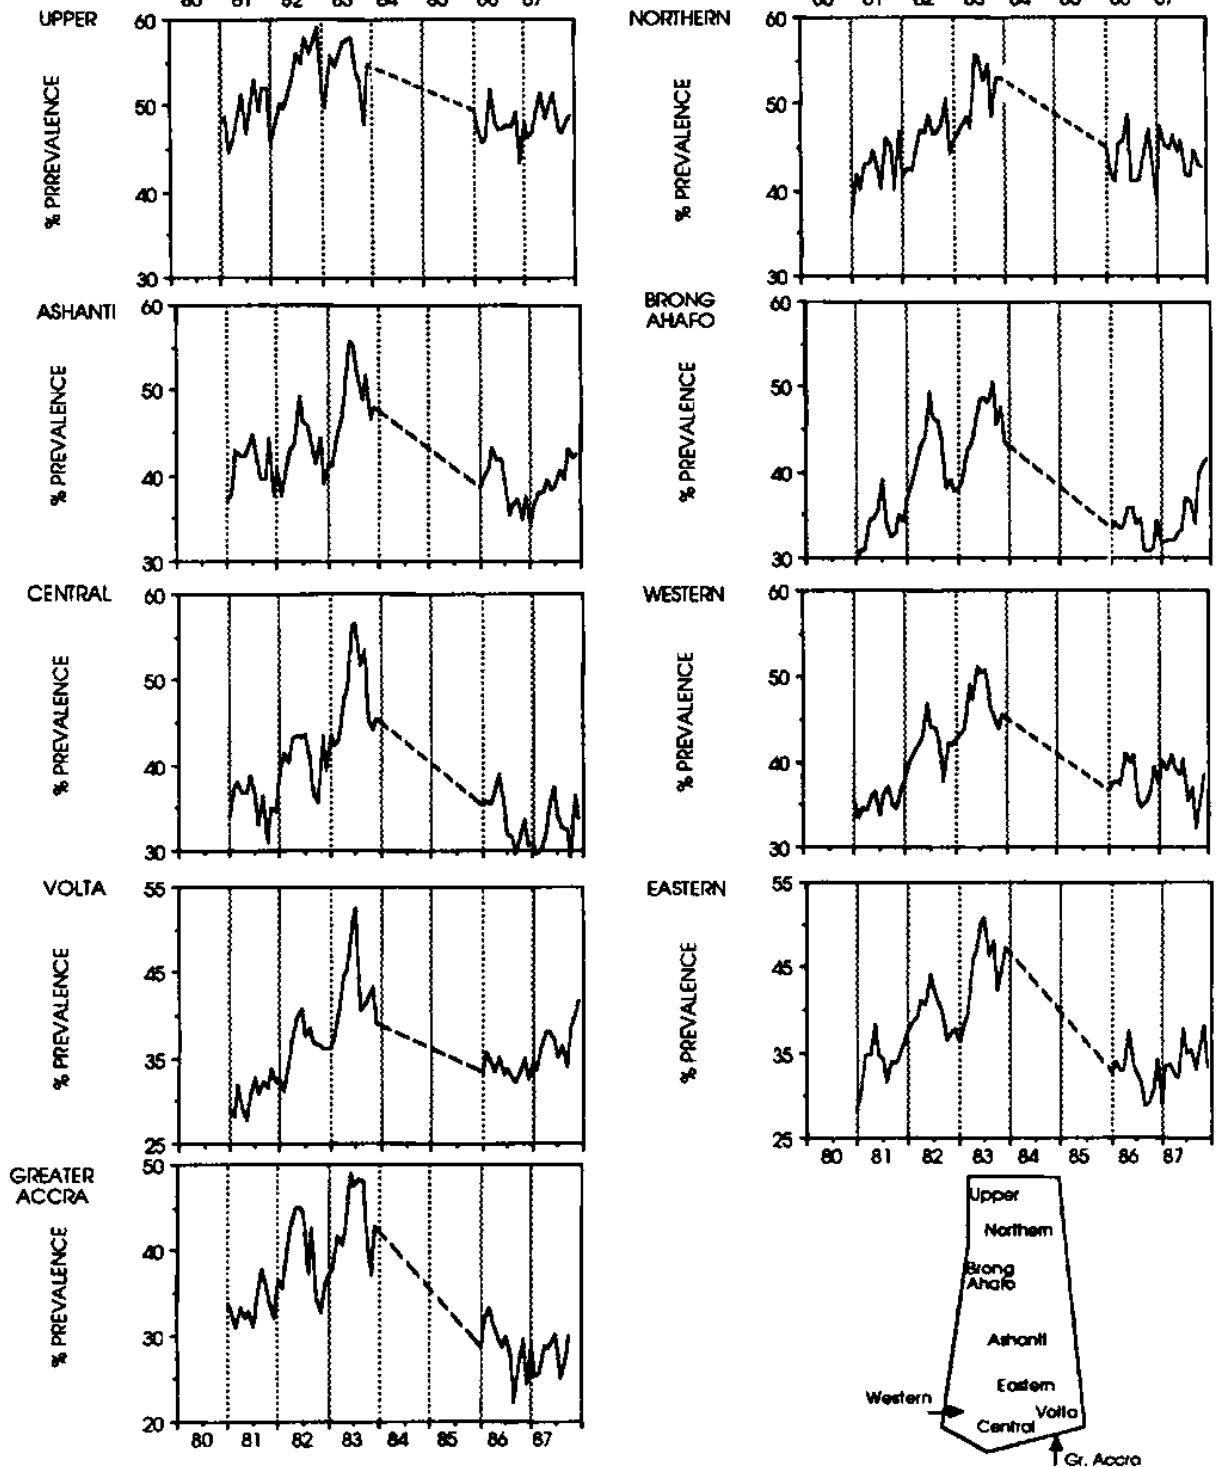 UPPER
% PRREVALENCE
60
50
40
30
NORTHERN
% PREVALENCE
60
50
40
30
ASHANTI
% PREVALENCE
60
50
40
30
BRONG
AHAFO
% PREVALENCE
60
50
40
30
CENTRAL
% PREVALENCE
60
50
40
30
WESTERN
% PREVALENCE
60
50
40
30
VOLTA
% PREVALENCE
55
45
35
25
EASTERN
% PREVALENCE
55
45
35
25
80 81 82 83 84 85 86 87
GREATER
ACCRA
% PREVALENCE
50
40
30
20
80 81 82 83 84 85 86 87
Upper
Northern
Brong
Ahafo
Ashanti
Eastern
Western
Volta
Central
Gr. Accra